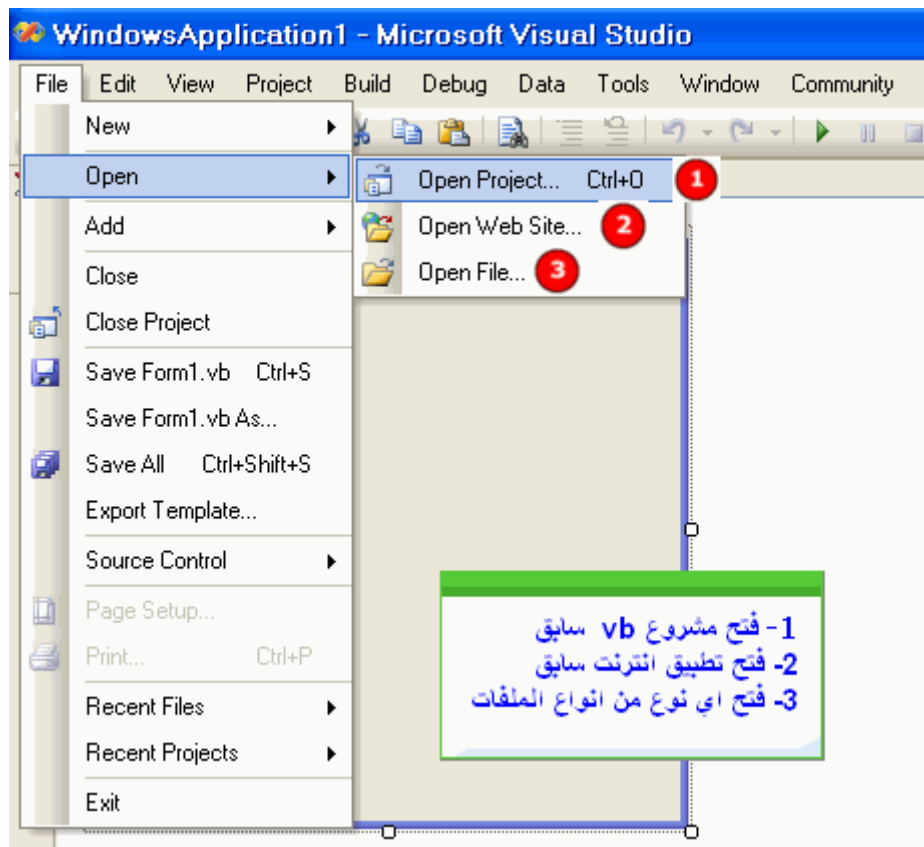 WindowsApplication1 - Microsoft Visual Studio
File Edit View Project Build Debug Data Tools Window Community
New
Open
Open Project... Ctrl+O 1
Add
Open Web Site... 2
Close
Open File... 3
Close Project
Save Form1.vb Ctrl+S
Save Form1.vb As...
Save All Ctrl+Shift+S
Export Template...
Source Control
Page Setup...
Print... Ctrl+P
Recent Files
Recent Projects
Exit
1- فتح مشروع vb سابق
2- فتح تطبيق انترنت سابق
3- فتح اي نوع من انواع الملفات